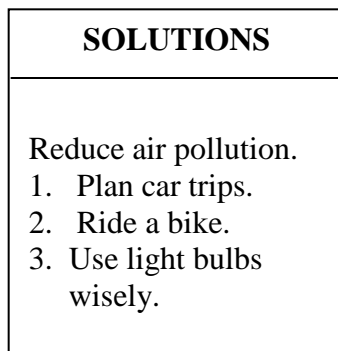 SOLUTIONS
Reduce air pollution.
1. Plan car trips.
2. Ride a bike.
3. Use light bulbs
wisely.